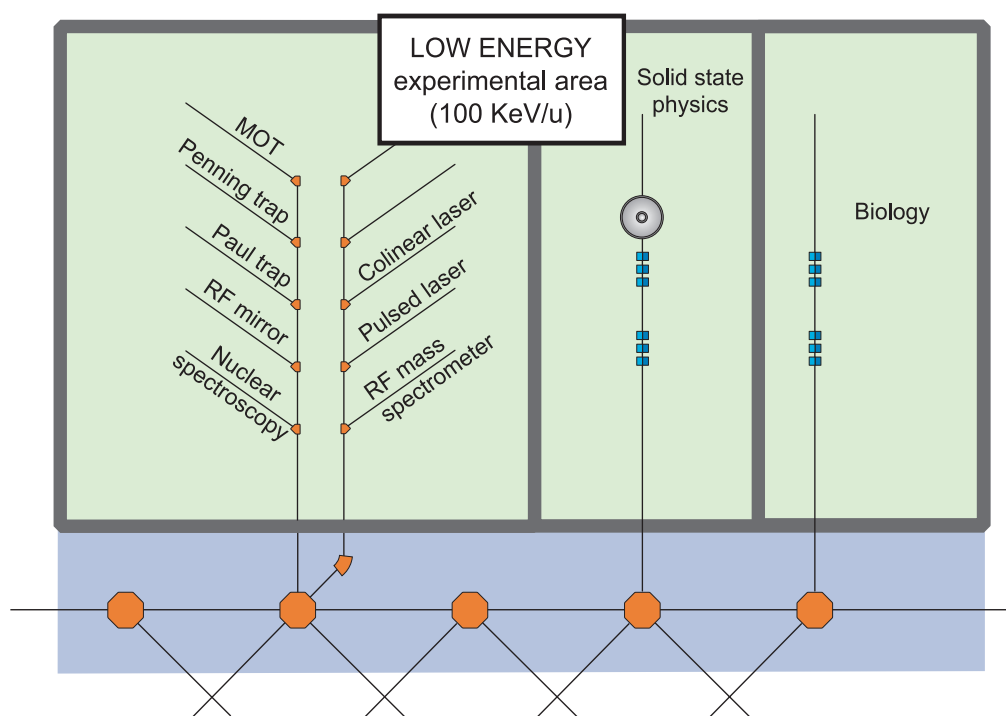 LOW ENERGY
experimental area
(100 KeV/u)
MOT
Penning trap
Paul trap
RF mirror
Nuclear
spectroscopy
Colinear laser
Pulsed laser
RF mass
spectrometer
Solid state
physics
Biology